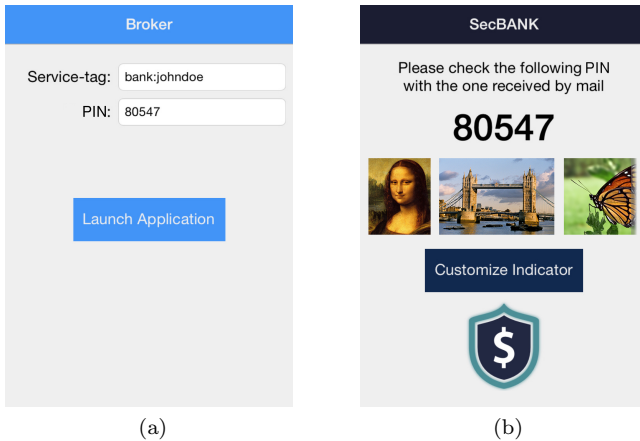 Broker
Service-tag: bank:johndoe
PIN: 80547
Launch Application
(a)
SecBANK
Please check the following PIN
with the one received by mail
80547
Customize Indicator
$
(b)